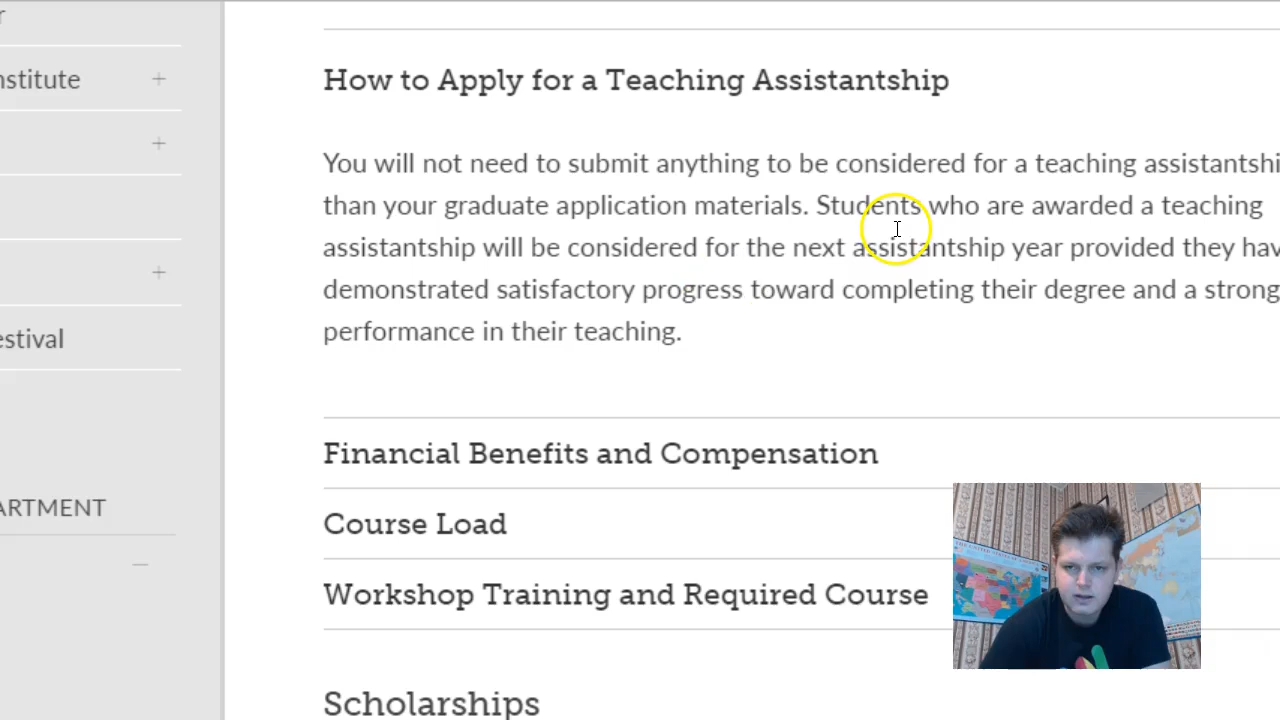 r
nstitute
estival
ARTMENT
How to Apply for a Teaching Assistantship
You will not need to submit anything to be considered for a teaching assistantshi
than your graduate application materials. Students who are awarded a teaching
assistantship will be considered for the next assistantship year provided they hav
demonstrated satisfactory progress toward completing their degree and a strong
performance in their teaching.
Financial Benefits and Compensation
Course Load
Workshop Training and Required Course
Scholarships